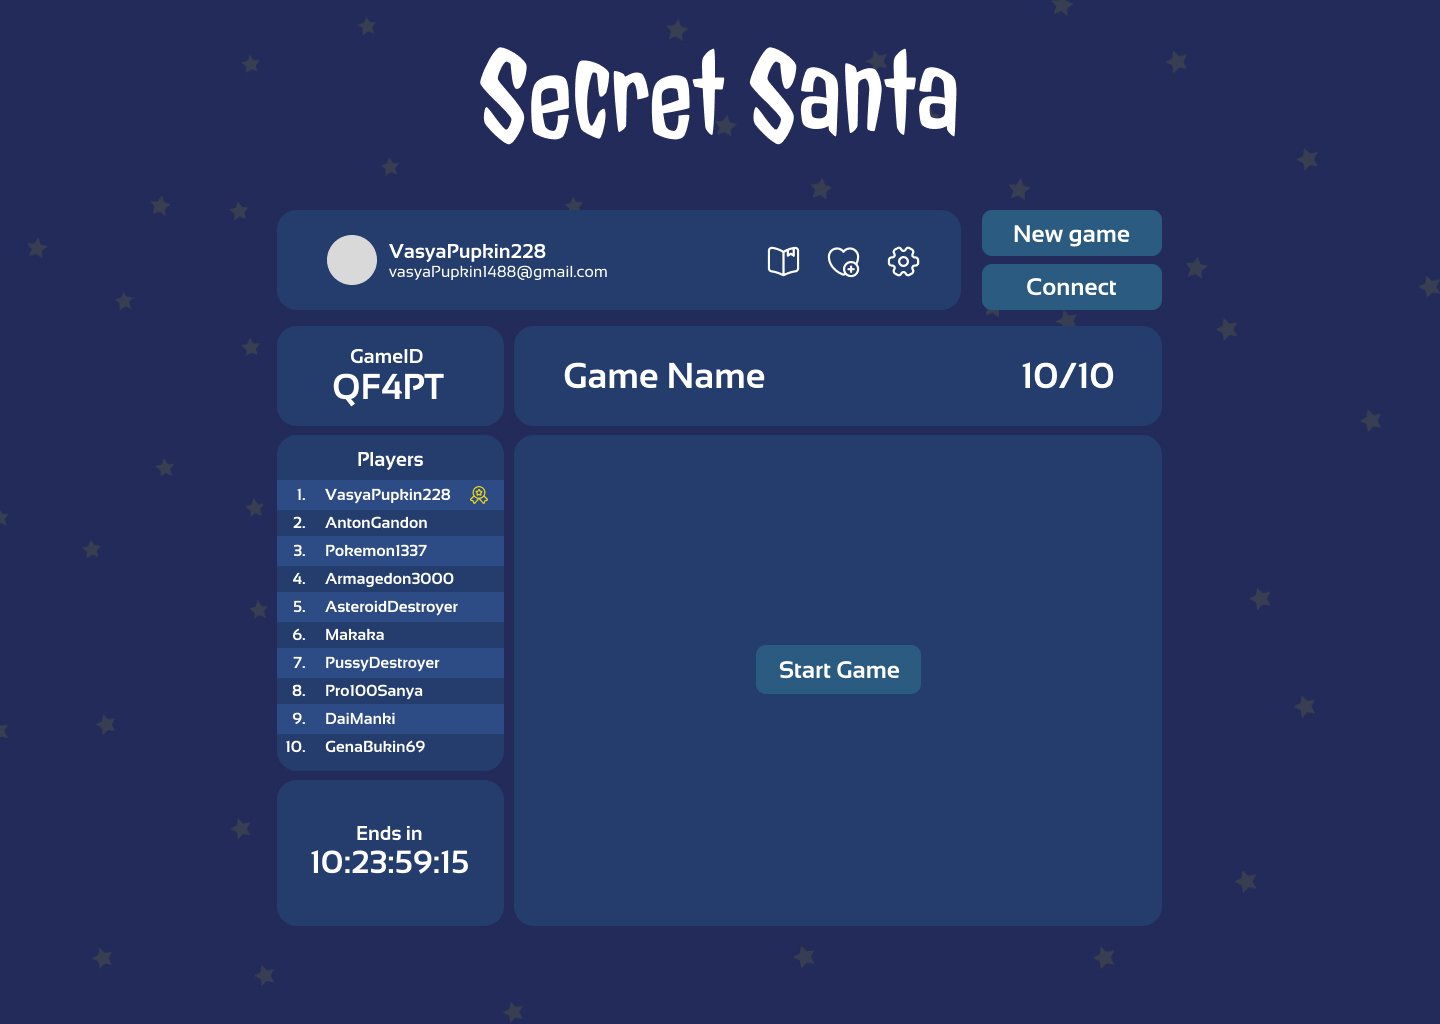 Secret Santa
VasyaPupkin228
vasyaPupkin1488@gmail.com
New game
Connect
GameID
QF4PT
Game Name
10/10
Players
1. VasyaPupkin228
2. AntonGandon
3. Pokemon1337
4. Armagedon3000
5. AsteroidDestroyer
6. Makaka
7. PussyDestroyer
8. Pro100Sanya
9. DaiManki
10. GenaBukin69
Start Game
Ends in
10:23:59:15